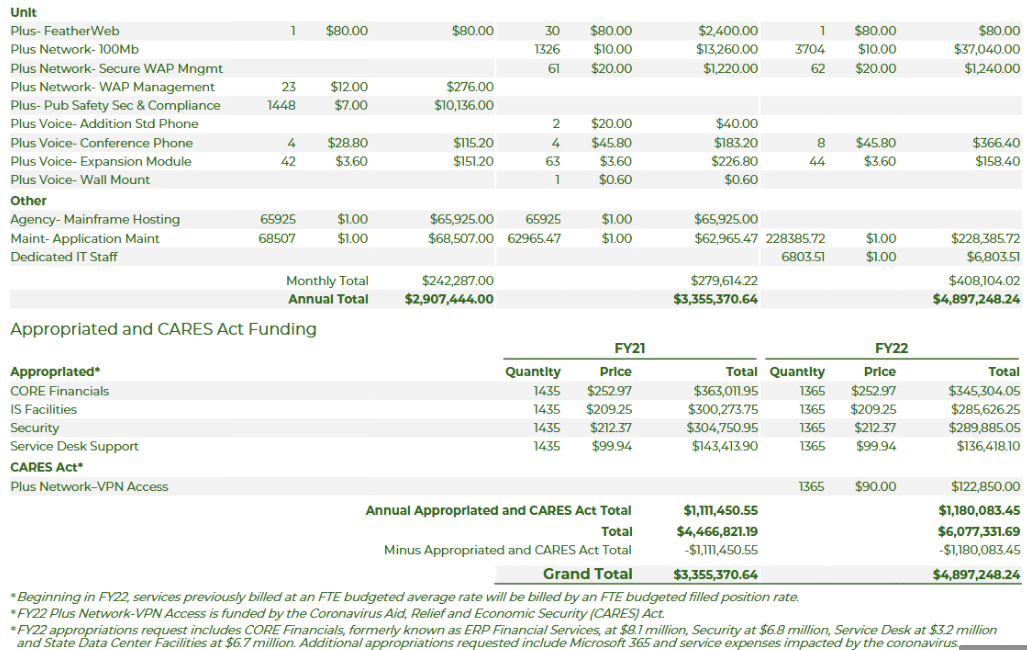 Unit
Plus- FeatherWeb 1 $80.00 $80.00 30 $80.00 $2,400.00 1 $80.00 $80.00
Plus Network- 100Mb 1326 $10.00 $13,260.00 3704 $10.00 $37,040.00
Plus Network- Secure WAP Mngmt 61 $20.00 $1,220.00 62 $20.00 $1,240.00
Plus Network- WAP Management 23 $12.00 $276.00
Plus- Pub Safety Sec & Compliance 1448 $7.00 $10,136.00
Plus Voice- Addition Std Phone 2 $20.00 $40.00
Plus Voice- Conference Phone 4 $28.80 $115.20 4 $45.80 $183.20 8 $45.80 $366.40
Plus Voice- Expansion Module 42 $3.60 $151.20 63 $3.60 $226.80 44 $3.60 $158.40
Plus Voice- Wall Mount 1 $0.60 $0.60
Other
Agency- Mainframe Hosting 65925 $1.00 $65,925.00 65925 $1.00 $65,925.00
Maint- Application Maint 68507 $1.00 $68,507.00 62965.47 $1.00 $62,965.47 228385.72 $1.00 $228,385.72
Dedicated IT Staff 6803.51 $1.00 $6,803.51
Monthly Total $242,287.00 $279,614.22 $408,104.02
Annual Total $2,907,444.00 $3,355,370.64 $4,897,248.24
Appropriated and CARES Act Funding
FY21 FY22
Appropriated* Quantity Price Total Quantity Price Total
CORE Financials 1435 $252.97 $363,011.95 1365 $252.97 $345,304.05
IS Facilities 1435 $209.25 $300,273.75 1365 $209.25 $285,626.25
Security 1435 $212.37 $304,750.95 1365 $212.37 $289,885.05
Service Desk Support 1435 $99.94 $143,413.90 1365 $99.94 $136,418.10
CARES Act*
Plus Network–VPN Access 1365 $90.00 $122,850.00
Annual Appropriated and CARES Act Total $1,111,450.55 $1,180,083.45
Total $4,466,821.19 $6,077,331.69
Minus Appropriated and CARES Act Total -$1,111,450.55 -$1,180,083.45
Grand Total $3,355,370.64 $4,897,248.24
*Beginning in FY22, services previously billed at an FTE budgeted average rate will be billed by an FTE budgeted filled position rate.
*FY22 Plus Network-VPN Access is funded by the Coronavirus Aid, Relief and Economic Security (CARES) Act.
*FY22 appropriations request includes CORE Financials, formerly known as ERP Financial Services, at $8.1 million, Security at $6.8 million, Service Desk at $3.2 million
and State Data Center Facilities at $6.7 million. Additional appropriations requested include Microsoft 365 and service expenses impacted by the coronavirus.